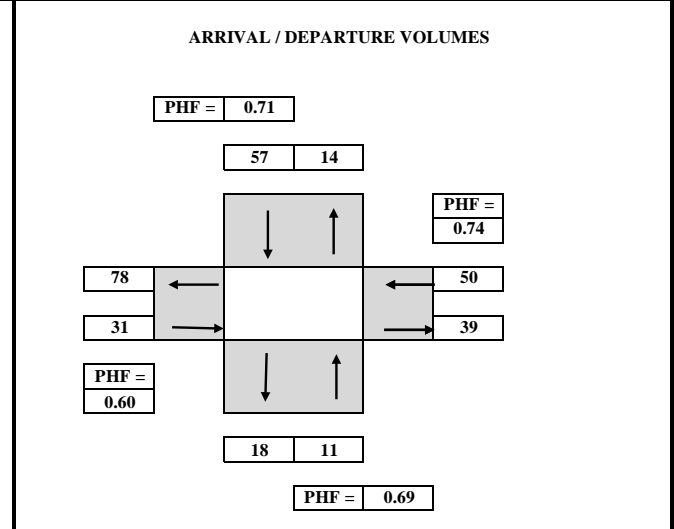 ARRIVAL / DEPARTURE VOLUMES
PHF = 0.71
57 14
PHF =
0.74
78 50
31 39
PHF =
0.60
18 11
PHF = 0.69